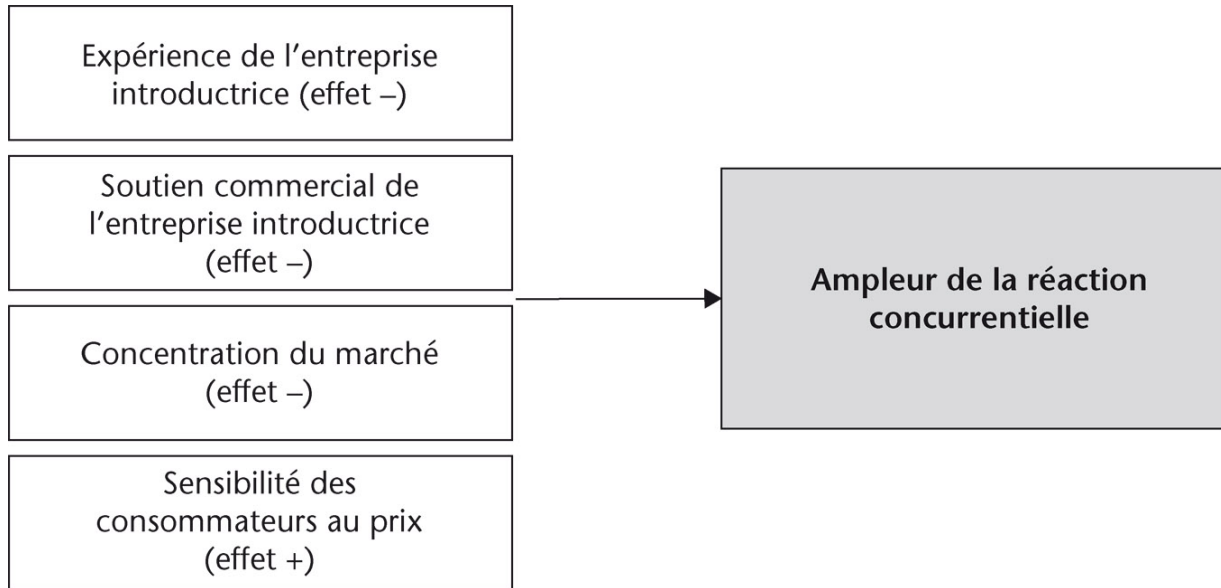 Expérience de l’entreprise
introductrice (effet –)
Soutien commercial de
l’entreprise introductrice
(effet –)
Concentration du marché
(effet –)
Sensibilité des
consommateurs au prix
(effet +)
Ampleur de la réaction
concurrentielle